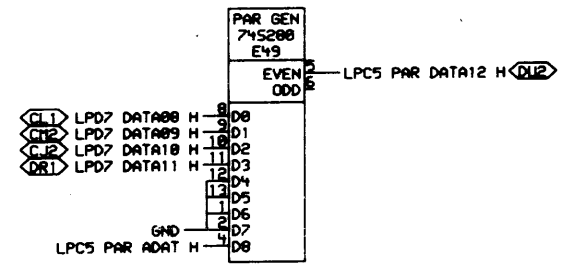 PAR GEN
74S280
E49
EVEN 5 LPC5 PAR DATA12 H DU2
ODD 6
CL1 LPD7 DATA08 H 8 D0
CM2 LPD7 DATA09 H 9 D1
CJ2 LPD7 DATA10 H 10 D2
DR1 LPD7 DATA11 H 11 D3
12 D4
13 D5
1 D6
GND 2 D7
LPC5 PAR ADAT H 4 D8